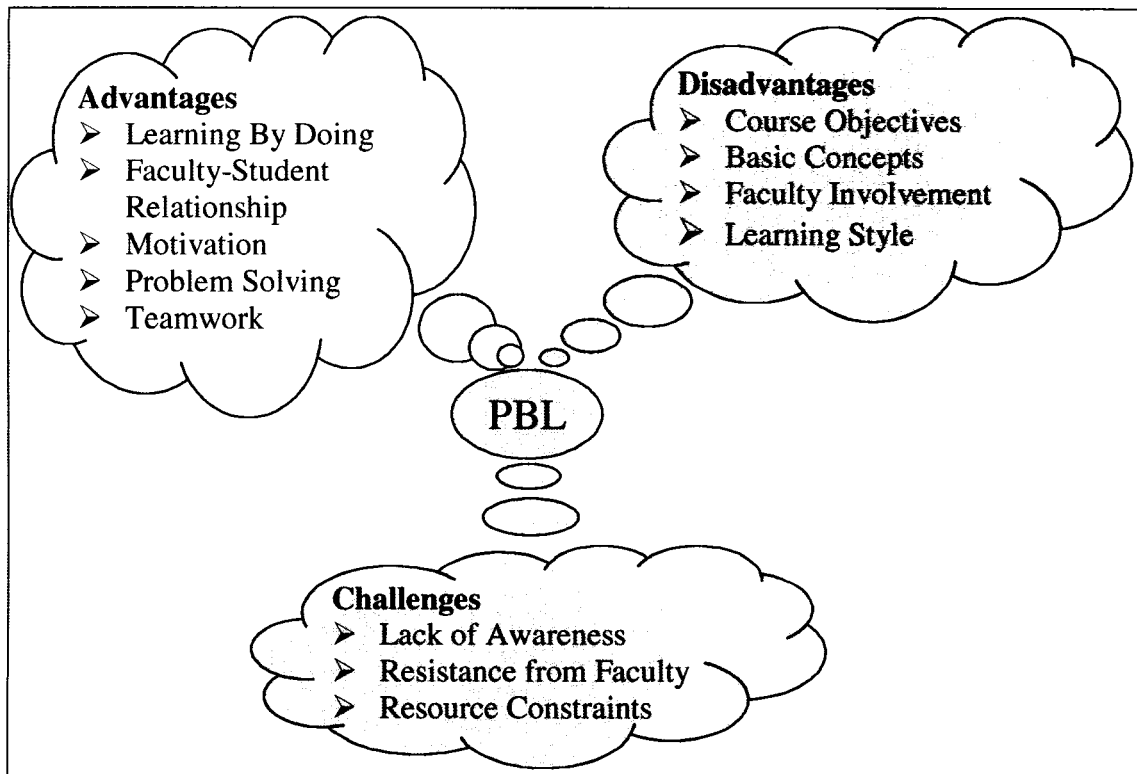 Advantages
➢ Learning By Doing
➢ Faculty-Student
Relationship
➢ Motivation
➢ Problem Solving
➢ Teamwork
Disadvantages
➢ Course Objectives
➢ Basic Concepts
➢ Faculty Involvement
➢ Learning Style
PBL
Challenges
➢ Lack of Awareness
➢ Resistance from Faculty
➢ Resource Constraints